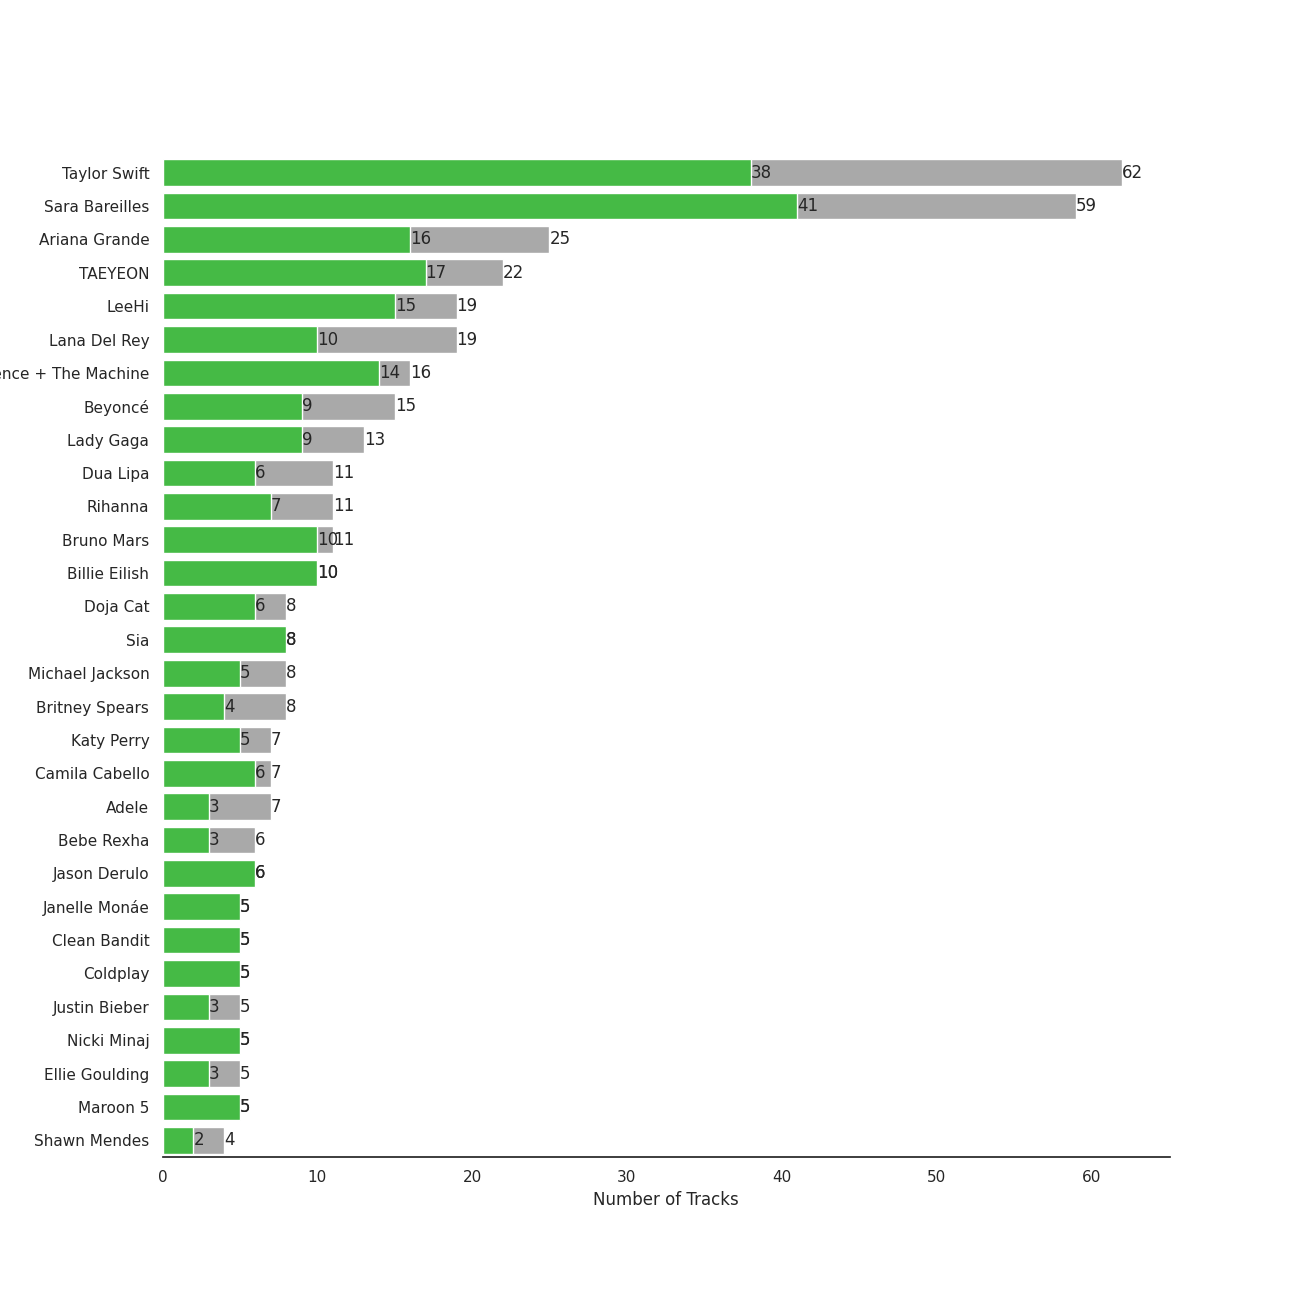 Taylor Swift 38 62
Sara Bareilles 41 59
Ariana Grande 16 25
TAEYEON 17 22
LeeHi 15 19
Lana Del Rey 10 19
+ The Machine 14 16
Beyoncé 9 15
Lady Gaga 9 13
Dua Lipa 6 11
Rihanna 7 11
Bruno Mars 10 11
Billie Eilish 10
Doja Cat 6 8
Sia 8
Michael Jackson 5 8
Britney Spears 4 8
Katy Perry 5 7
Camila Cabello 6 7
Adele 3 7
Bebe Rexha 3 6
Jason Derulo 6
Janelle Monáe 5
Clean Bandit 5
Coldplay 5
Justin Bieber 3 5
Nicki Minaj 5
Ellie Goulding 3 5
Maroon 5 5
Shawn Mendes 2 4
0 10 20 30 40 50 60
Number of Tracks